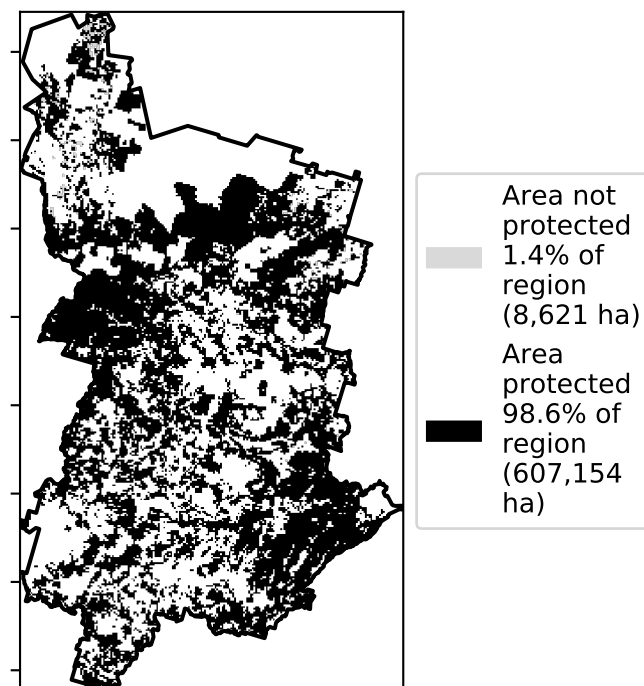 Area not
protected
1.4% of
region
(8,621 ha)
Area
protected
98.6% of
region
(607,154
ha)